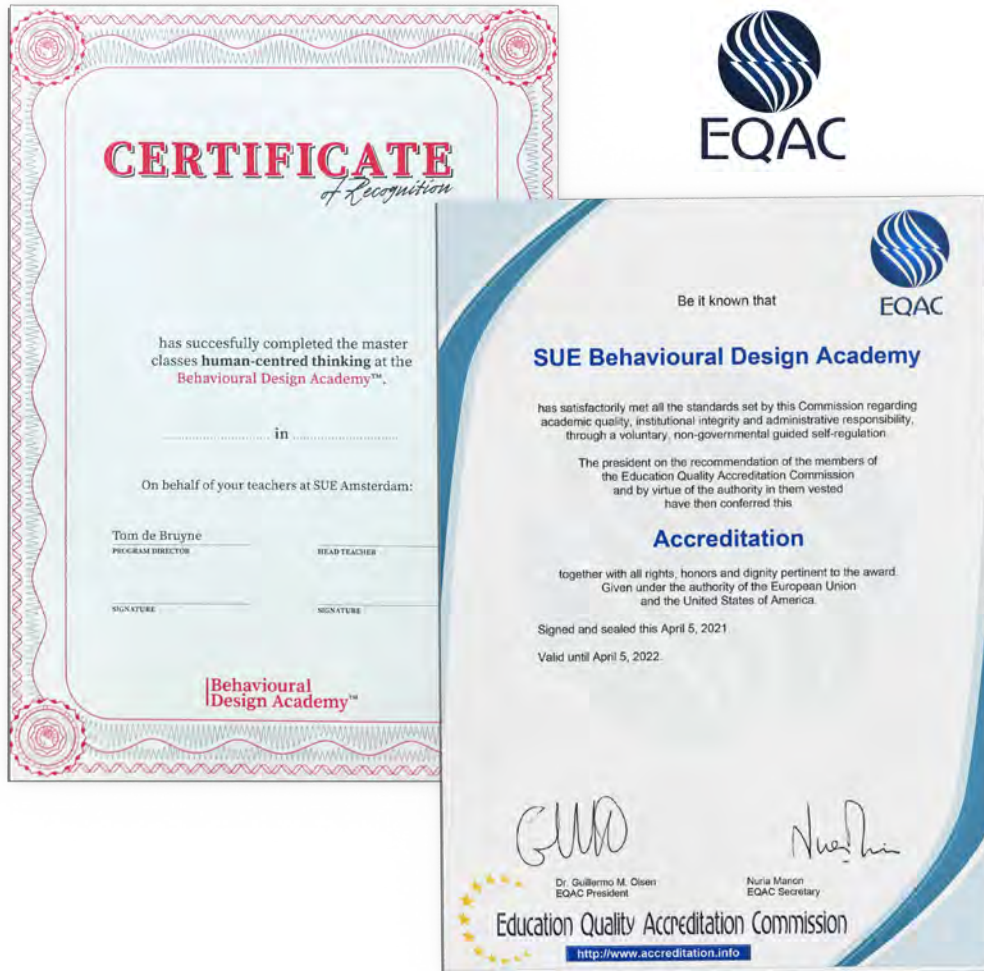 CERTIFICATE
of Recognition
has succesfully completed the master
classes human-centred thinking at the
Behavioural Design Academy™.
in
On behalf of your teachers at SUE Amsterdam:
Tom de Bruyne
PROGRAM DIRECTOR
HEAD TEACHER
SIGNATURE
SIGNATURE
Behavioural
Design Academy™
EQAC
EQAC
Be it known that
SUE Behavioural Design Academy
has satisfactorily met all the standards set by this Commission regarding
academic quality, institutional integrity and administrative responsibility,
through a voluntary, non-governmental guided self-regulation
The president on the recommendation of the members of
the Education Quality Accreditation Commission
and by virtue of the authority in them vested
have then conferred this
Accreditation
together with all rights, honors and dignity pertinent to the award.
Given under the authority of the European Union
and the United States of America.
Signed and sealed this April 5, 2021
Valid until April 5, 2022.
Dr. Guillermo M. Olsen
EQAC President
Nuria Marion
EQAC Secretary
Education Quality Accreditation Commission
http://www.accreditation.info